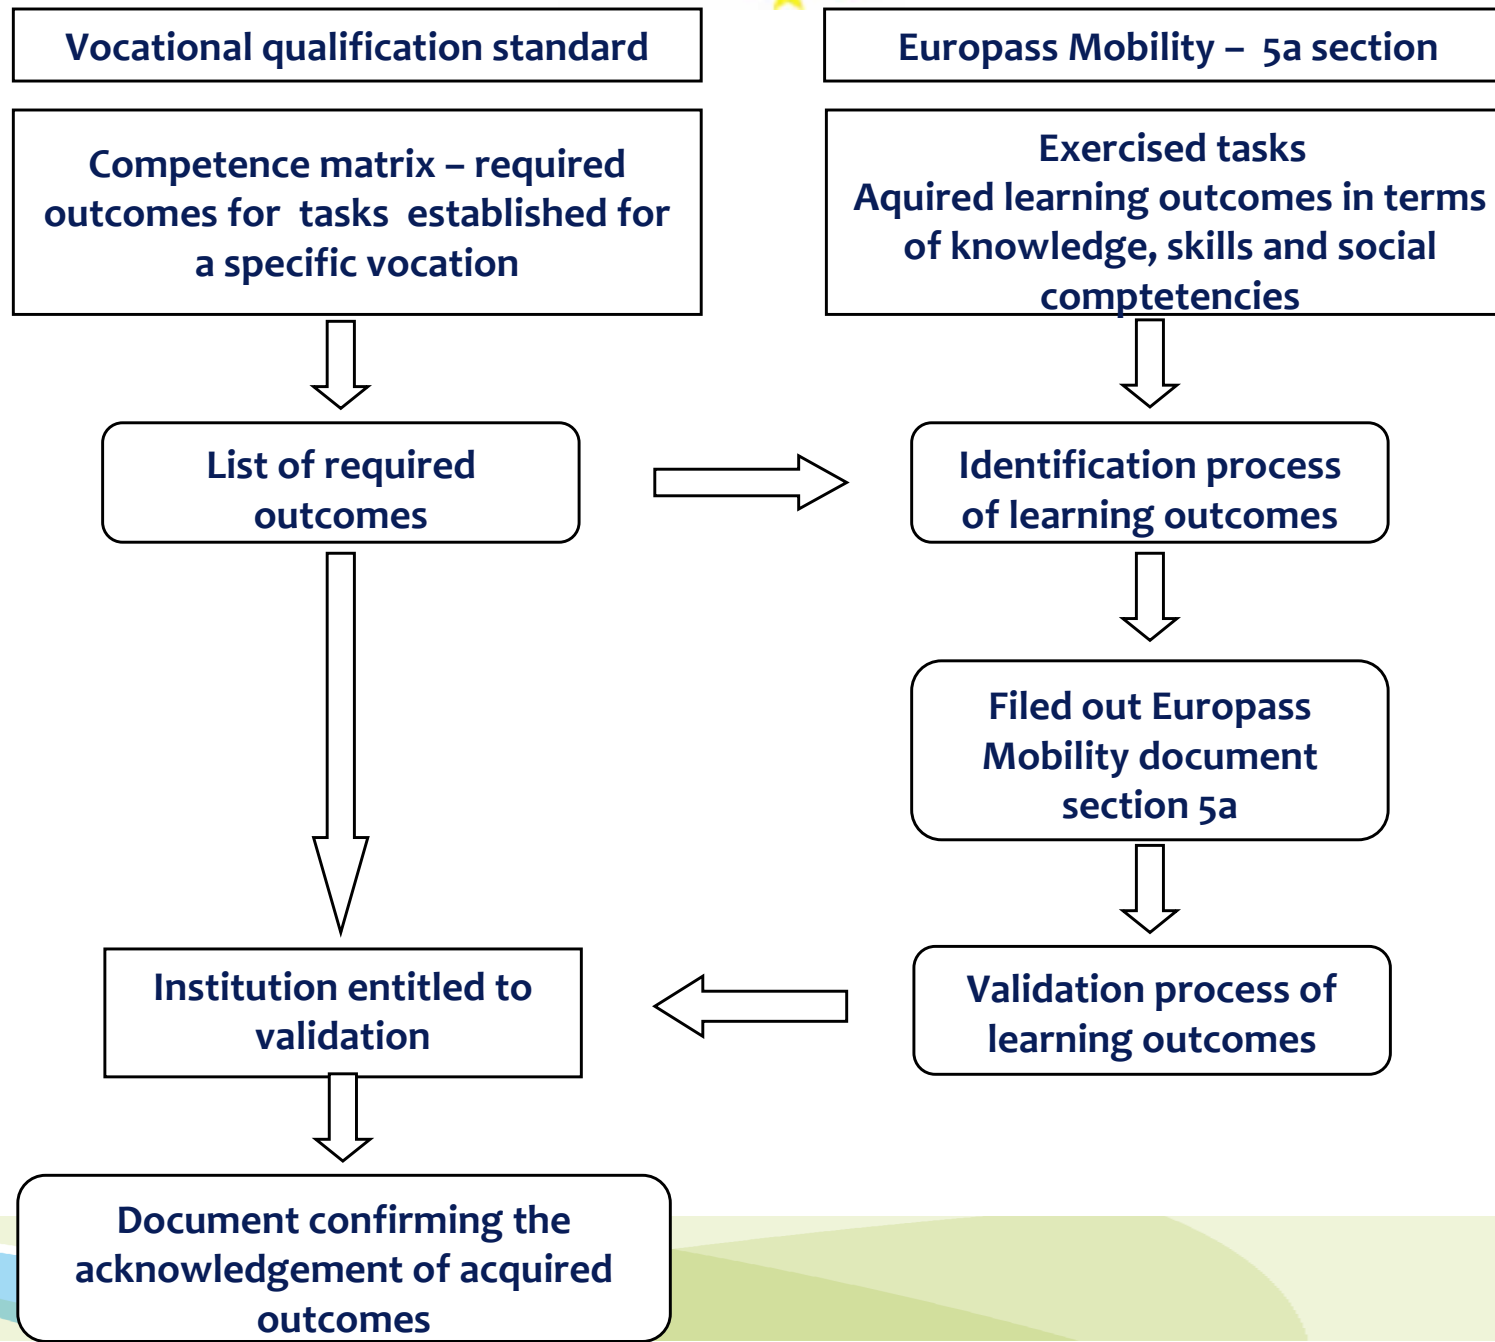 Vocational qualification standard
Europass Mobility – 5a section
Competence matrix – required
outcomes for tasks established for
a specific vocation
Exercised tasks
Aquired learning outcomes in terms
of knowledge, skills and social
comptetencies
List of required
outcomes
Identification process
of learning outcomes
Filed out Europass
Mobility document
section 5a
Institution entitled to
validation
Validation process of
learning outcomes
Document confirming the
acknowledgement of acquired
outcomes